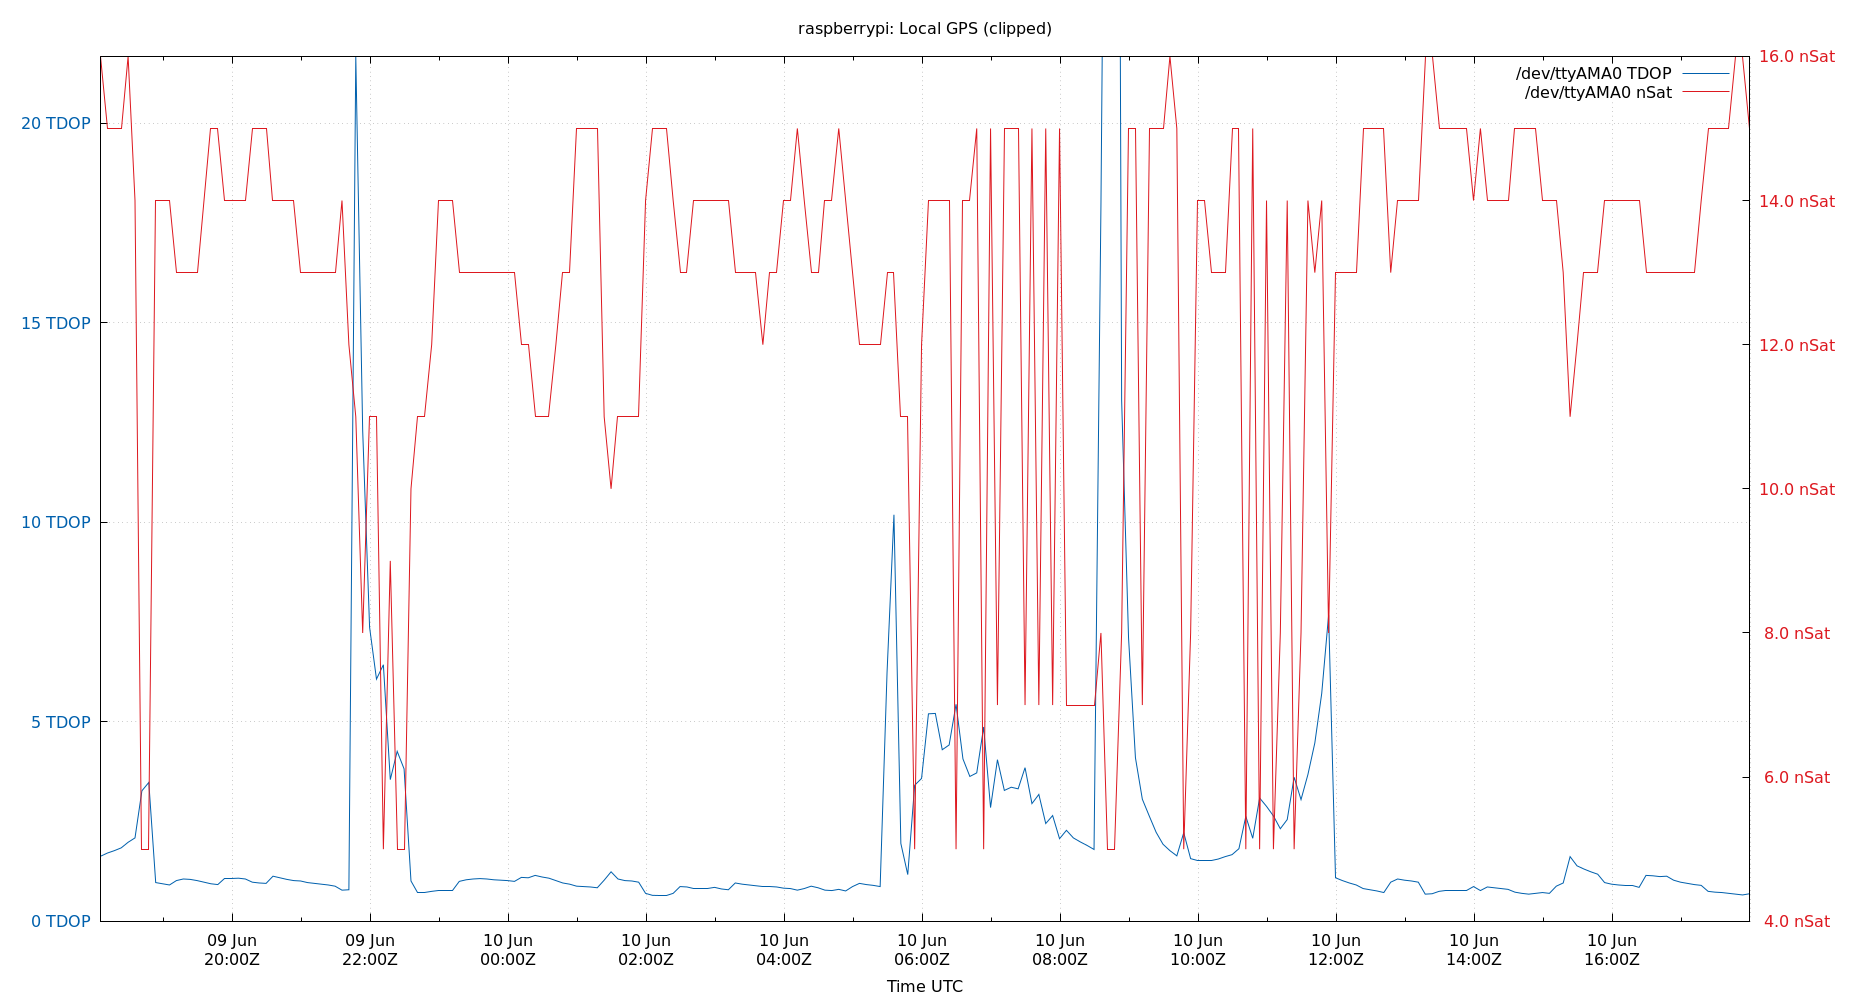 raspberrypi: Local GPS (clipped)
/dev/ttyAMA0 TDOP
/dev/ttyAMA0 nSat
20 TDOP
15 TDOP
10 TDOP
5 TDOP
0 TDOP
16.0 nSat
14.0 nSat
12.0 nSat
10.0 nSat
8.0 nSat
6.0 nSat
4.0 nSat
09 Jun 09 Jun 10 Jun 10 Jun 10 Jun 10 Jun 10 Jun 10 Jun 10 Jun 10 Jun 10 Jun
20:00Z 22:00Z 00:00Z 02:00Z 04:00Z 06:00Z 08:00Z 10:00Z 12:00Z 14:00Z 16:00Z
Time UTC